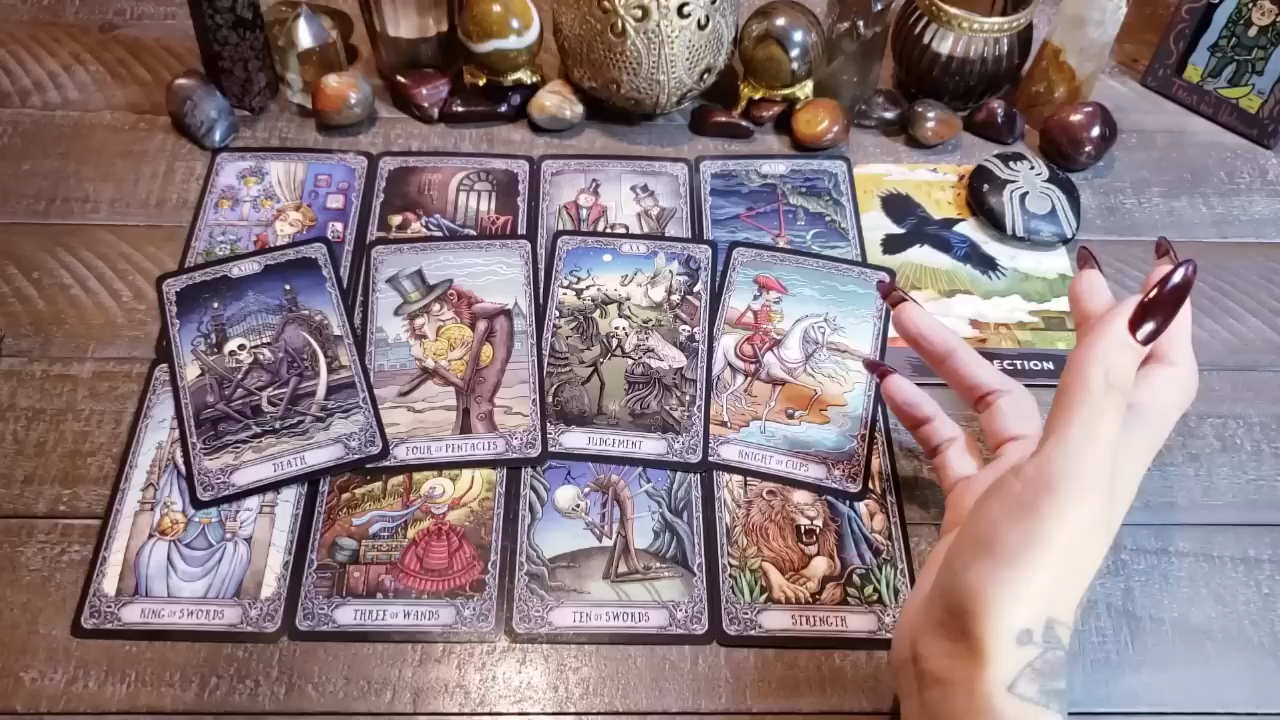 XIII
XX
DEATH
FOUR OF PENTACLES
JUDGEMENT
KNIGHT OF CUPS
ECTION
KING OF SWORDS
THREE OF WANDS
TEN OF SWORDS
STRENGTH